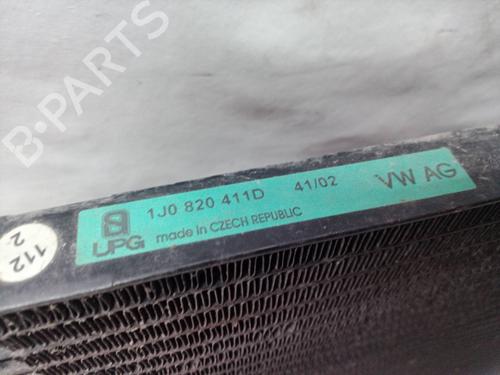 B-PARTS
1J0 820 411D 41/02 VW AG
UPG made in CZECH REPUBLIC
112
2